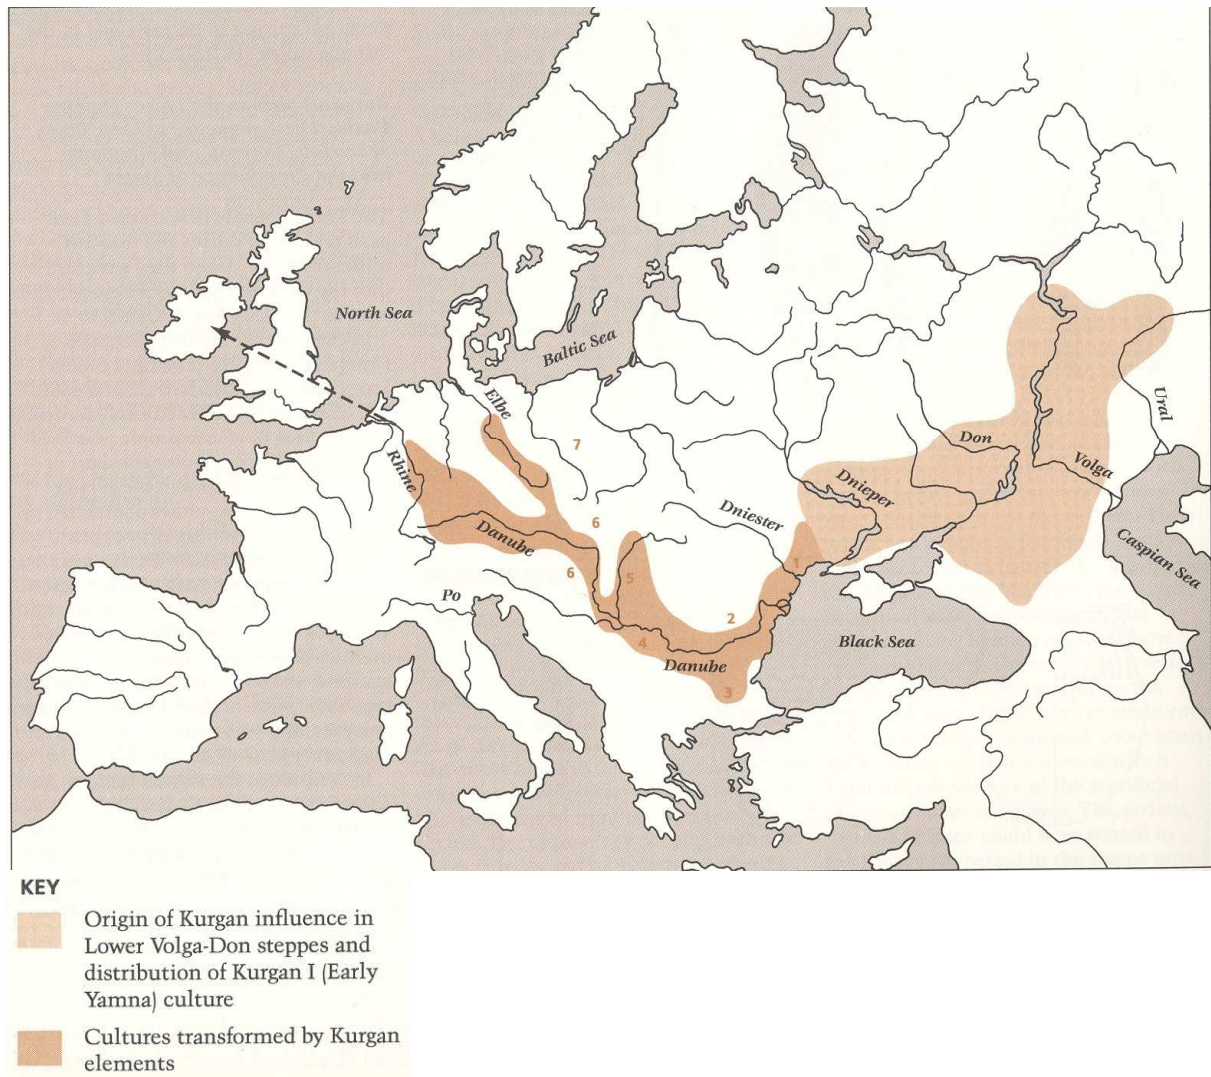 North Sea
Baltic Sea
Elbe
7
Rhine
Don
Ural
Volga
Dnieper
Dniester
6
Danube
Caspian Sea
1
6
5
Po
2
4
Black Sea
Danube
3
KEY
Origin of Kurgan influence in
Lower Volga-Don steppes and
distribution of Kurgan I (Early
Yamna) culture
Cultures transformed by Kurgan
elements